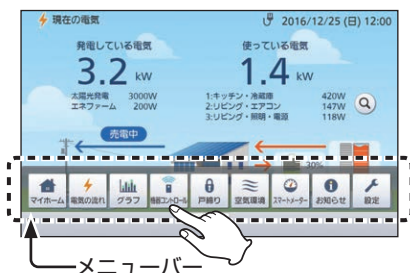 現在の電気 2016/12/25 (日) 12:00
発電している電気 使っている電気
3.2 kW 1.4 kW
太陽光発電 3000W 1:キッチン・冷蔵庫 420W
エネファーム 200W 2:リビング・エアコン 147W
3:リビング・照明・電源 118W
売電中
30%
マイホーム 電気の流れ グラフ 機器コントロール 戸締り 空気環境 スマートメーター お知らせ 設定
メニューバー